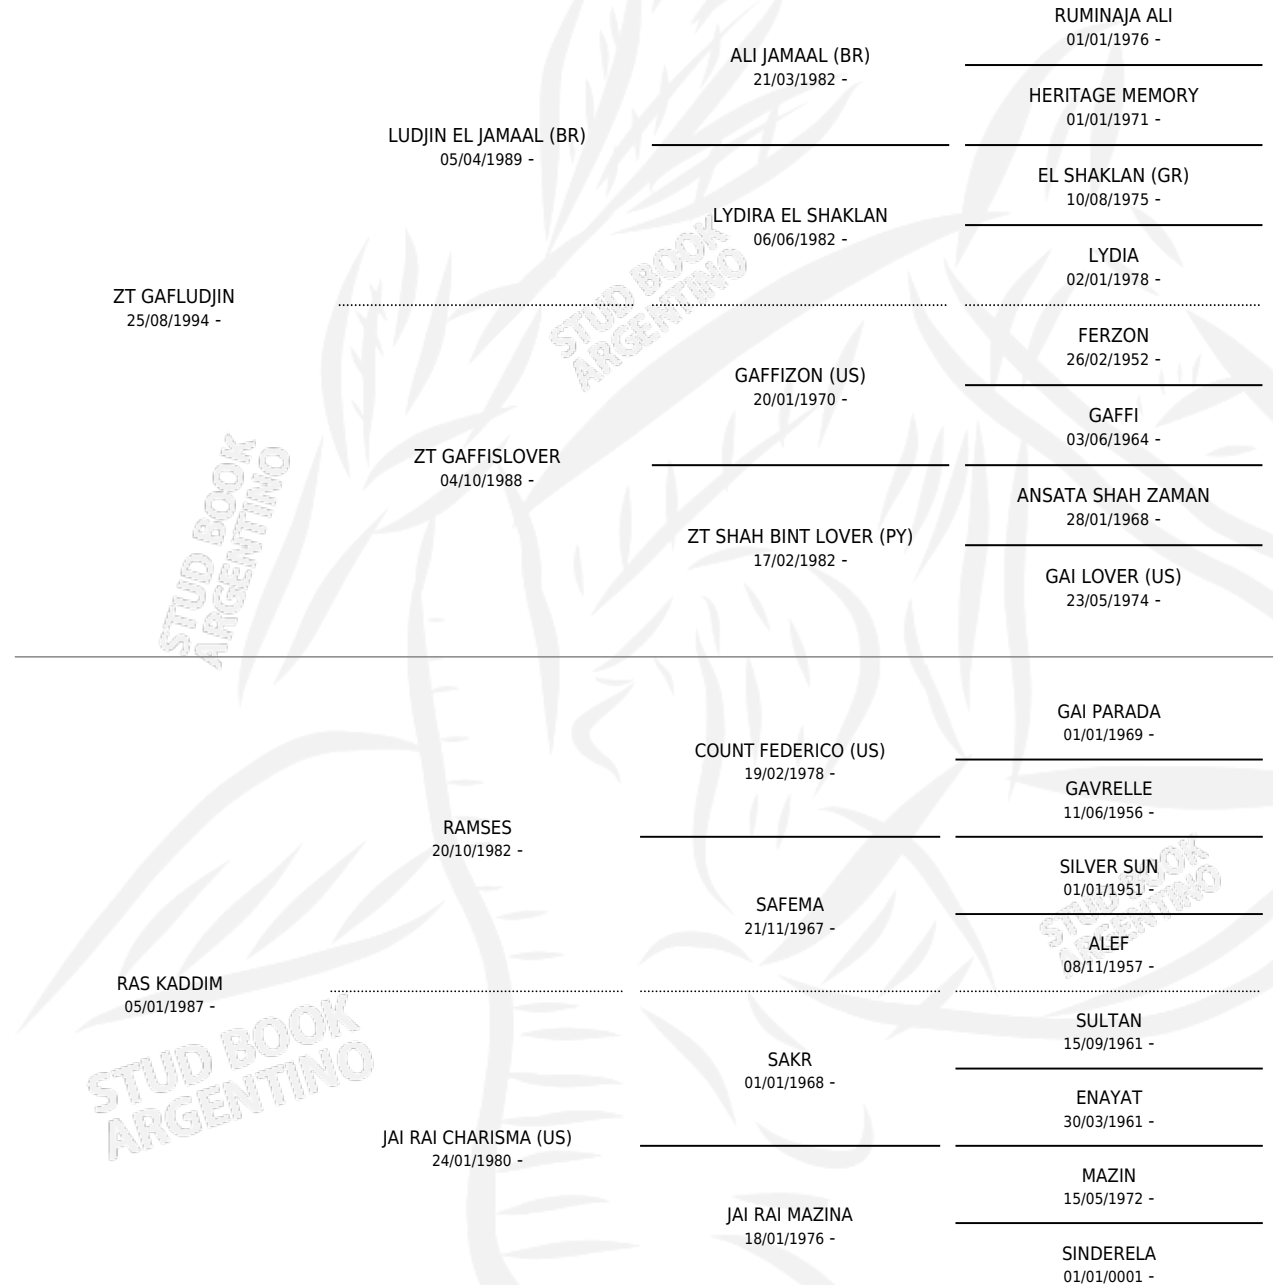 RUMINAJA ALI
01/01/1976 -
ALI JAMAAL (BR)
21/03/1982 -
HERITAGE MEMORY
01/01/1971 -
LUDJIN EL JAMAAL (BR)
05/04/1989 -
EL SHAKLAN (GR)
10/08/1975 -
LYDIRA EL SHAKLAN
06/06/1982 -
LYDIA
02/01/1978 -
ZT GAFLUDJIN
25/08/1994 -
FERZON
26/02/1952 -
GAFFIZON (US)
20/01/1970 -
GAFFI
03/06/1964 -
ZT GAFFISLOVER
04/10/1988 -
ANSATA SHAH ZAMAN
28/01/1968 -
ZT SHAH BINT LOVER (PY)
17/02/1982 -
GAI LOVER (US)
23/05/1974 -
GAI PARADA
01/01/1969 -
COUNT FEDERICO (US)
19/02/1978 -
GAVRELLE
11/06/1956 -
RAMSES
20/10/1982 -
SILVER SUN
01/01/1951 -
SAFEMA
21/11/1967 -
ALEF
08/11/1957 -
RAS KADDIM
05/01/1987 -
SULTAN
15/09/1961 -
SAKR
01/01/1968 -
ENAYAT
30/03/1961 -
JAI RAI CHARISMA (US)
24/01/1980 -
MAZIN
15/05/1972 -
JAI RAI MAZINA
18/01/1976 -
SINDERELA
01/01/0001 -
STUD BOOK
ARGENTINO
STUD BOOK
ARGENTINO
STUD BOOK
ARGENTINO
STUD BOOK
ARGENTINO